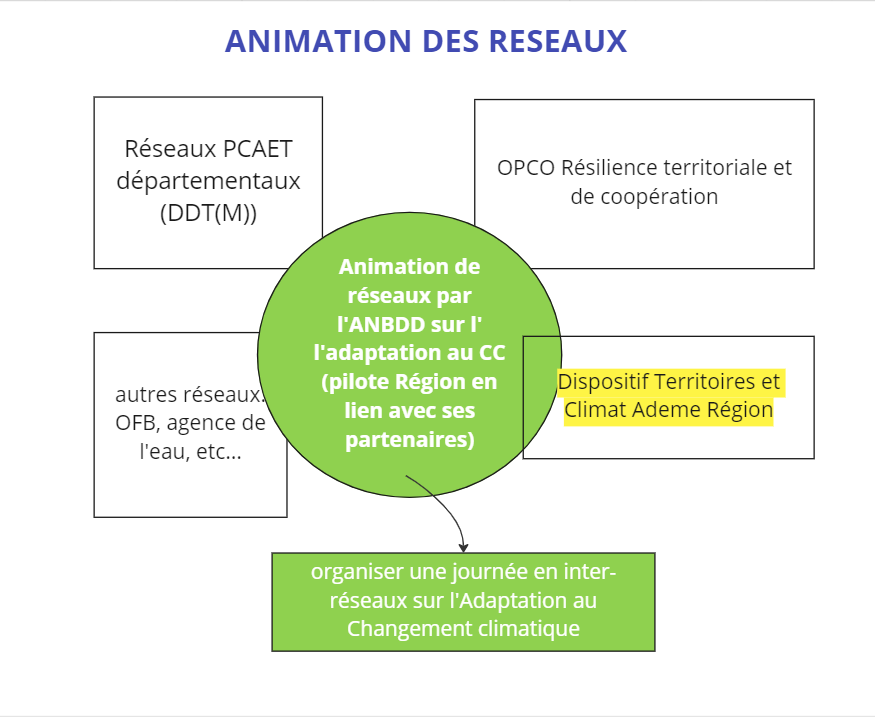 ANIMATION DES RESEAUX
Réseaux PCAET
départementaux
(DDT(M))
OPCO Résilience territoriale et
de coopération
Animation de
réseaux par
l'ANBDD sur l'
l'adaptation au CC
(pilote Région en
lien avec ses
partenaires)
autres réseaux:
OFB, agence de
l'eau, etc...
Dispositif Territoires et
Climat Ademe Région
organiser une journée en inter-
réseaux sur l'Adaptation au
Changement climatique